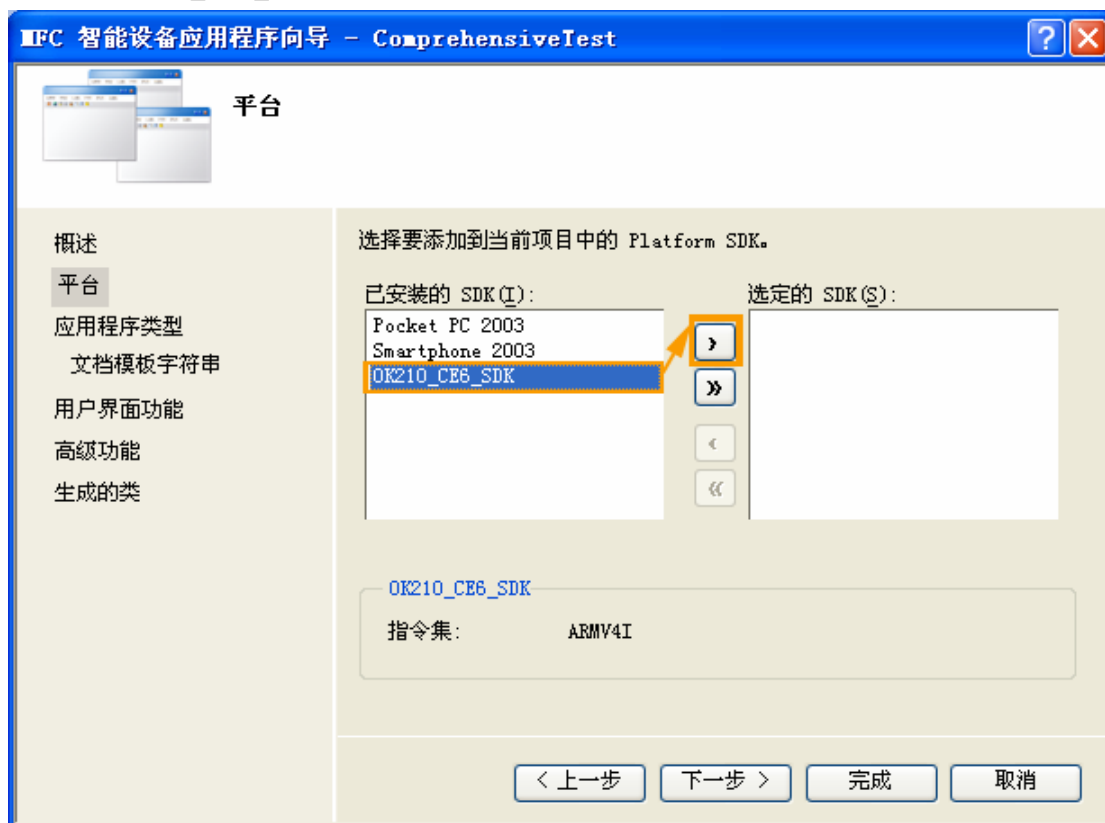 MFC 智能设备应用程序向导 - ComprehensiveTest
平台
概述
平台
应用程序类型
文档模板字符串
用户界面功能
高级功能
生成的类
选择要添加到当前项目中的 Platform SDK。
已安装的 SDK(I):
Pocket PC 2003
Smartphone 2003
OK210_CE6_SDK
选定的 SDK(S):
OK210_CE6_SDK
指令集: ARMV4I
< 上一步 下一步 > 完成 取消